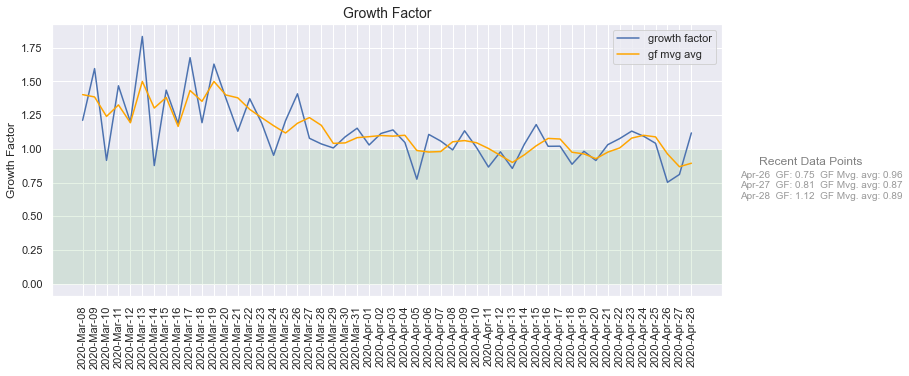 Growth Factor
growth factor
gf mvg avg
1.75
1.50
1.25
1.00
0.75
0.50
0.25
0.00
Growth Factor
2020-Mar-08
2020-Mar-09
2020-Mar-10
2020-Mar-11
2020-Mar-12
2020-Mar-13
2020-Mar-14
2020-Mar-15
2020-Mar-16
2020-Mar-17
2020-Mar-18
2020-Mar-19
2020-Mar-20
2020-Mar-21
2020-Mar-22
2020-Mar-23
2020-Mar-24
2020-Mar-25
2020-Mar-26
2020-Mar-27
2020-Mar-28
2020-Mar-29
2020-Mar-30
2020-Mar-31
2020-Apr-01
2020-Apr-02
2020-Apr-03
2020-Apr-04
2020-Apr-05
2020-Apr-06
2020-Apr-07
2020-Apr-08
2020-Apr-09
2020-Apr-10
2020-Apr-11
2020-Apr-12
2020-Apr-13
2020-Apr-14
2020-Apr-15
2020-Apr-16
2020-Apr-17
2020-Apr-18
2020-Apr-19
2020-Apr-20
2020-Apr-21
2020-Apr-22
2020-Apr-23
2020-Apr-24
2020-Apr-25
2020-Apr-26
2020-Apr-27
2020-Apr-28
Recent Data Points
Apr-26 GF: 0.75 GF Mvg. avg: 0.96
Apr-27 GF: 0.81 GF Mvg. avg: 0.87
Apr-28 GF: 1.12 GF Mvg. avg: 0.89